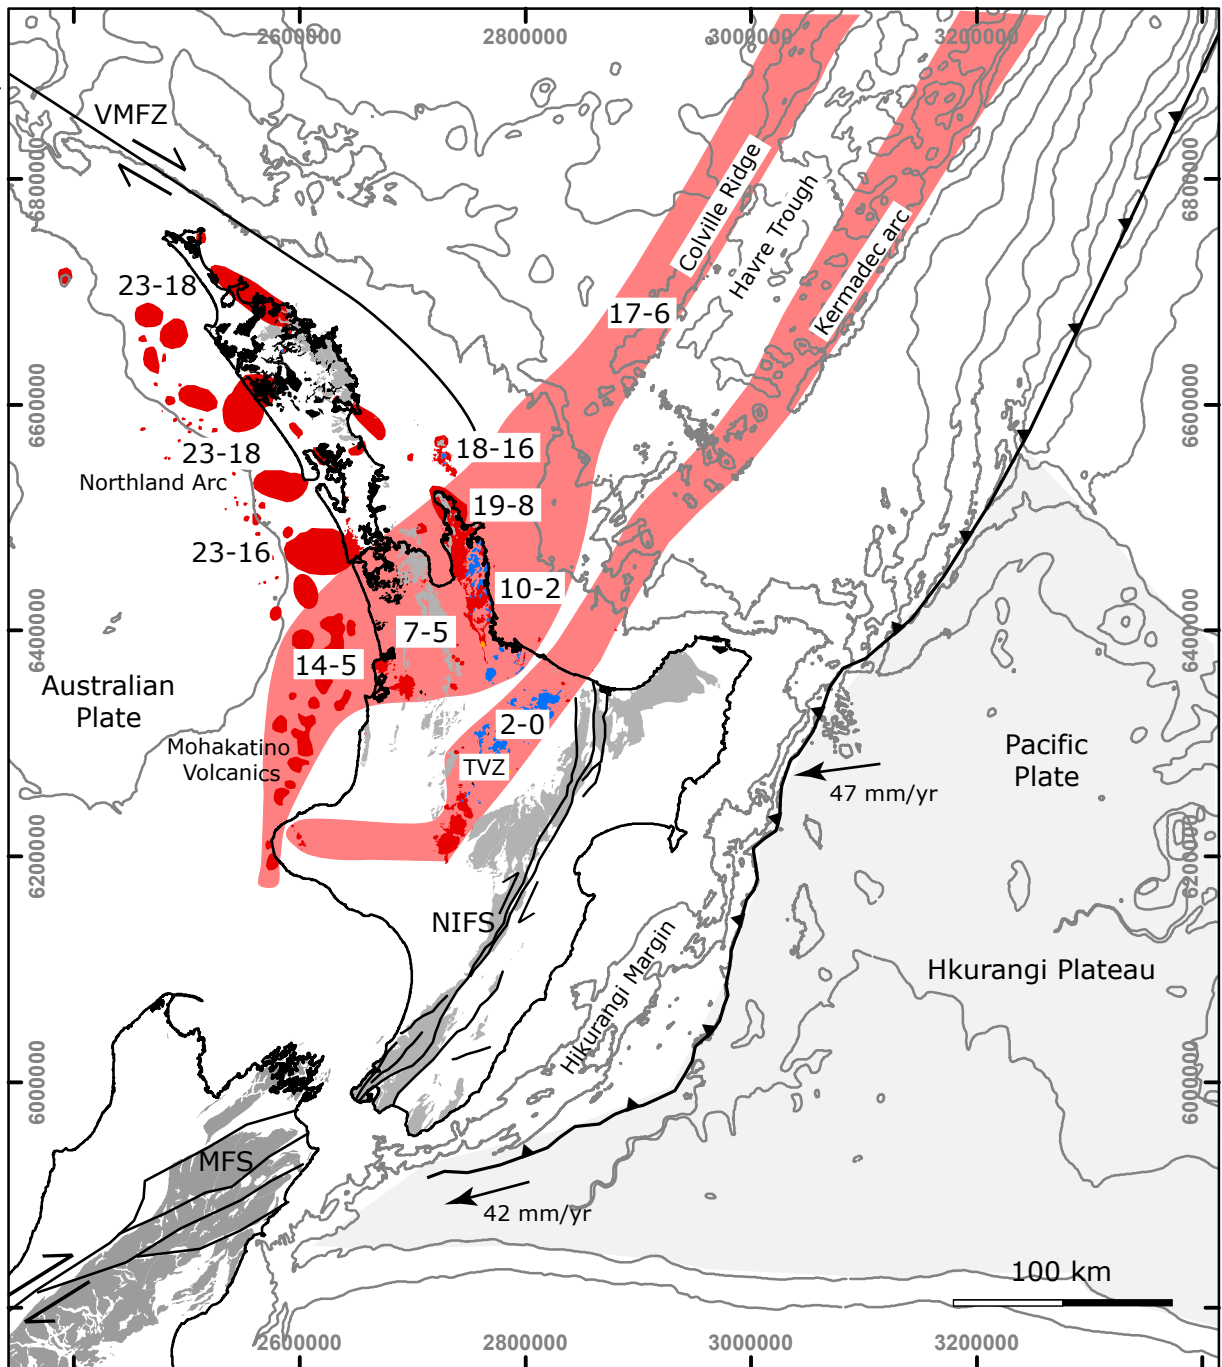 2600000
2800000
3000000
3200000
VMFZ
6800000
6800000
Colville Ridge
Havre Trough
Kermadec arc
23-18
17-6
6600000
6600000
18-16
23-18
Northland Arc
19-8
23-16
10-2
7-5
6400000
6400000
14-5
Australian
Plate
2-0
Mohakatino
Volcanics
TVZ
Pacific
Plate
47 mm/yr
6200000
6200000
NIFS
Hikurangi Margin
Hkurangi Plateau
6000000
6000000
MFS
42 mm/yr
100 km
2600000
2800000
3000000
3200000